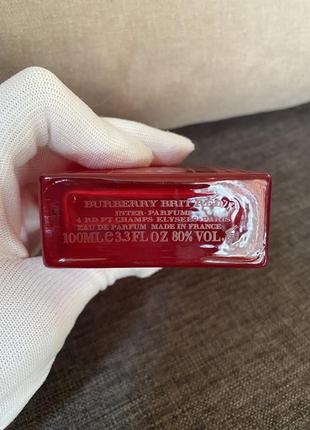 BURBERRY BRIT
INTER-PARFUMS
4 RD PT CHAMPS ELYSEES PARIS
EAU DE PARFUM MADE IN FRANCE
100ML ℮ 3.3 FL OZ 80% VOL.